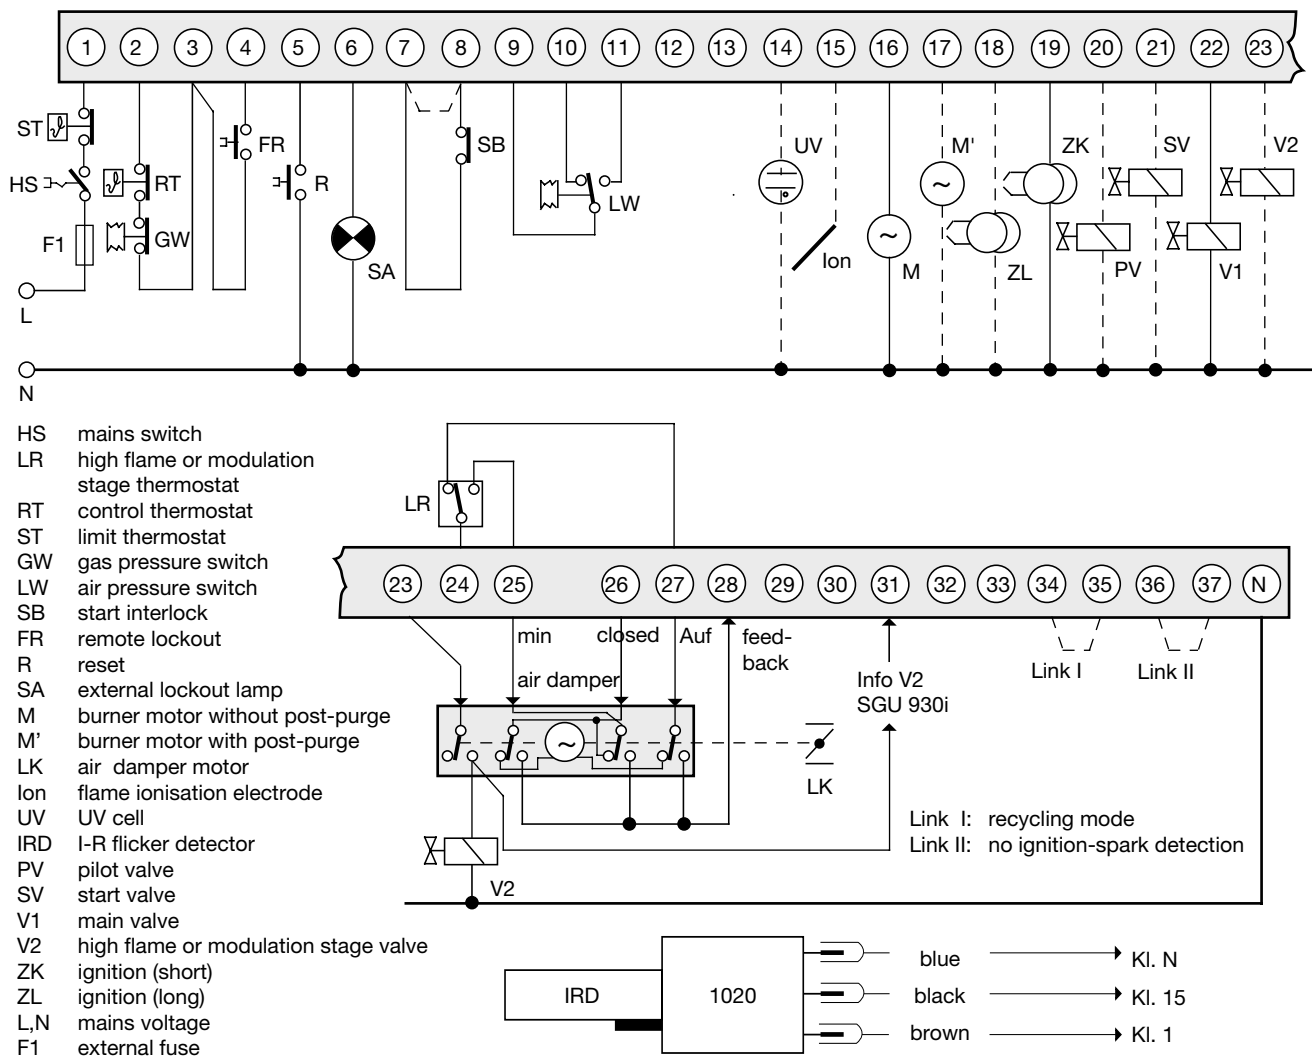 1 2 3 4 5 6 7 8 9 10 11 12 13 14 15 16 17 18 19 20 21 22 23
ST
HS
F1
L
RT
GW
FR
R
SA
SB
LW
UV
Ion
M
M'
ZL
ZK
PV
SV
V1
V2
N
HS mains switch
LR high flame or modulation
stage thermostat
RT control thermostat
ST limit thermostat
GW gas pressure switch
LW air pressure switch
SB start interlock
FR remote lockout
R reset
SA external lockout lamp
M burner motor without post-purge
M’ burner motor with post-purge
LK air damper motor
Ion flame ionisation electrode
UV UV cell
IRD I-R flicker detector
PV pilot valve
SV start valve
V1 main valve
V2 high flame or modulation stage valve
ZK ignition (short)
ZL ignition (long)
L,N mains voltage
F1 external fuse
LR
23 24 25 26 27 28 29 30 31 32 33 34 35 36 37 N
min closed Auf feed-
back
air damper
Info V2
SGU 930i
Link I Link II
LK
V2
Link I: recycling mode
Link II: no ignition-spark detection
IRD 1020
blue Kl. N
black Kl. 15
brown Kl. 1